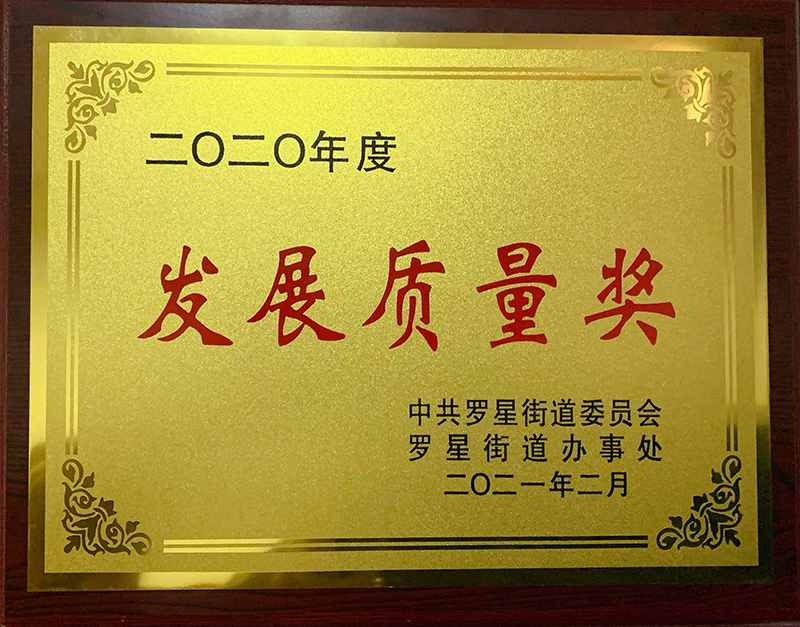 二〇二〇年度
发展质量奖
中共罗星街道委员会
罗星街道办事处
二〇二一年二月